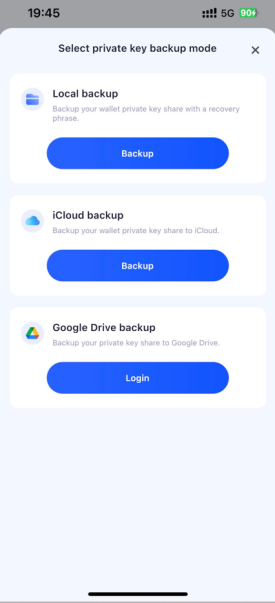 19:45
5G 90
Select private key backup mode
Local backup
Backup your wallet private key share with a recovery
phrase.
Backup
iCloud backup
Backup your wallet private key share to iCloud.
Backup
Google Drive backup
Backup your private key share to Google Drive.
Login